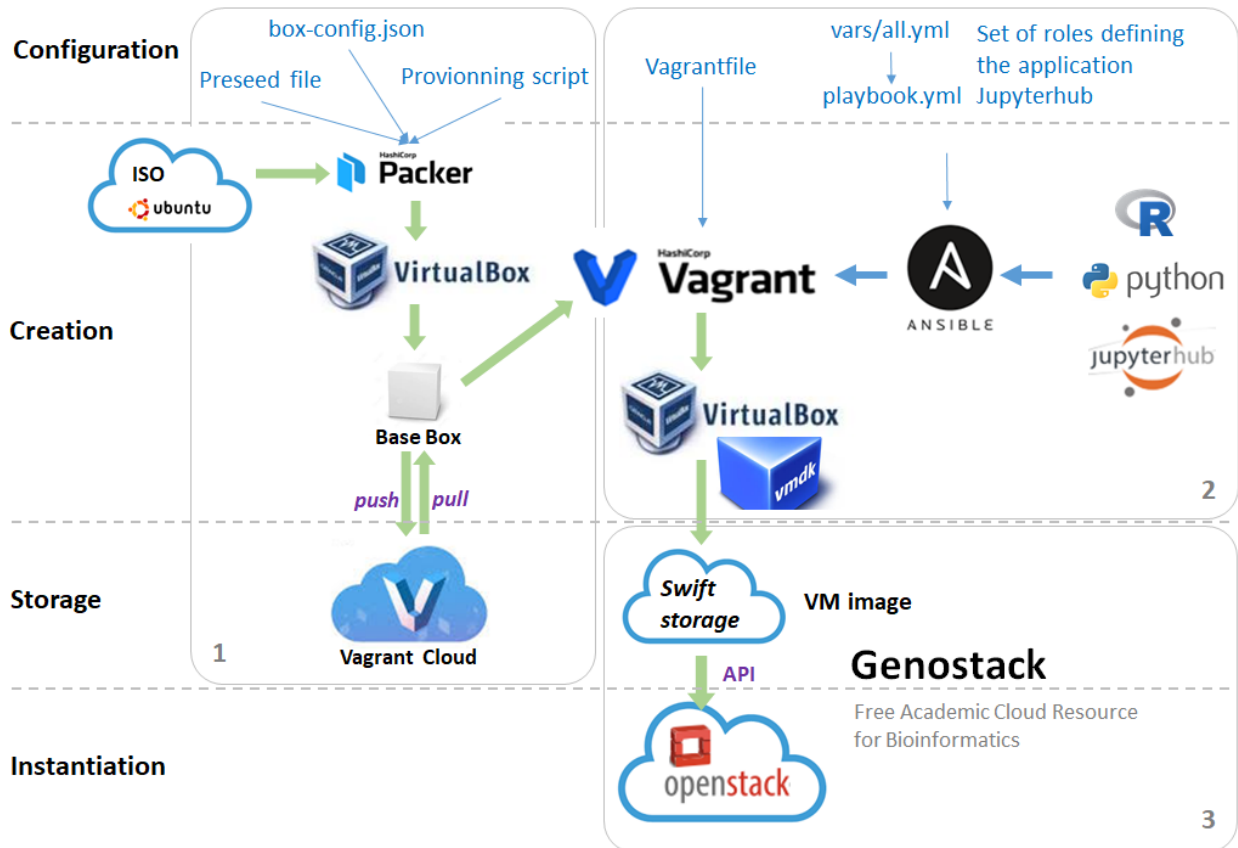 Configuration
box-config.json
Preseed file
Provionning script
Vagrantfile
vars/all.yml
playbook.yml
Set of roles defining
the application
Jupyterhub
Creation
ISO
ubuntu
HashiCorp
Packer
VirtualBox
Base Box
push
pull
HashiCorp
Vagrant
ANSIBLE
R
python
jupyterhub
VirtualBox
vmdk
2
Storage
Vagrant Cloud
1
Swift
storage
VM image
API
Genostack
Free Academic Cloud Resource
for Bioinformatics
Instantiation
openstack
3